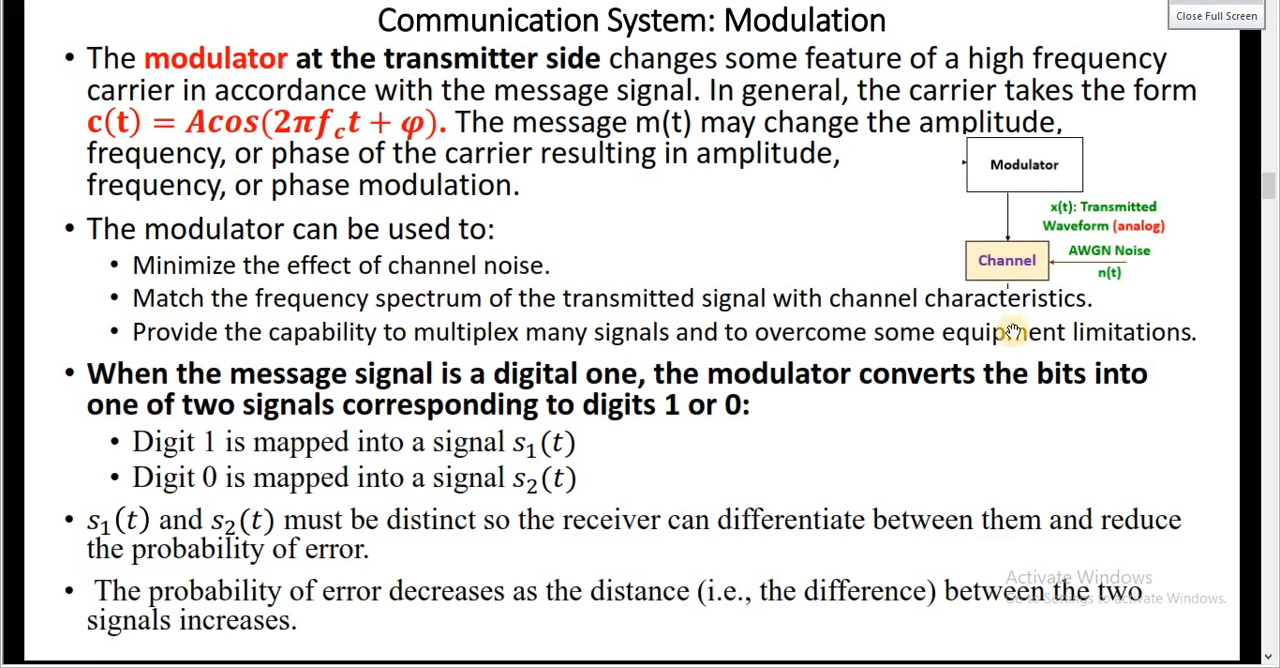 Communication System: Modulation
Close Full Screen
• The modulator at the transmitter side changes some feature of a high frequency
carrier in accordance with the message signal. In general, the carrier takes the form
c(t) = Acos(2πf_ct + φ). The message m(t) may change the amplitude,
frequency, or phase of the carrier resulting in amplitude,
frequency, or phase modulation.
Modulator
x(t): Transmitted
Waveform (analog)
Channel
AWGN Noise
n(t)
• The modulator can be used to:
• Minimize the effect of channel noise.
• Match the frequency spectrum of the transmitted signal with channel characteristics.
• Provide the capability to multiplex many signals and to overcome some equipment limitations.
• When the message signal is a digital one, the modulator converts the bits into
one of two signals corresponding to digits 1 or 0:
• Digit 1 is mapped into a signal s₁(t)
• Digit 0 is mapped into a signal s₂(t)
• s₁(t) and s₂(t) must be distinct so the receiver can differentiate between them and reduce
the probability of error.
• The probability of error decreases as the distance (i.e., the difference) between the two
signals increases.
Activate Windows
Go to Settings to activate Windows.